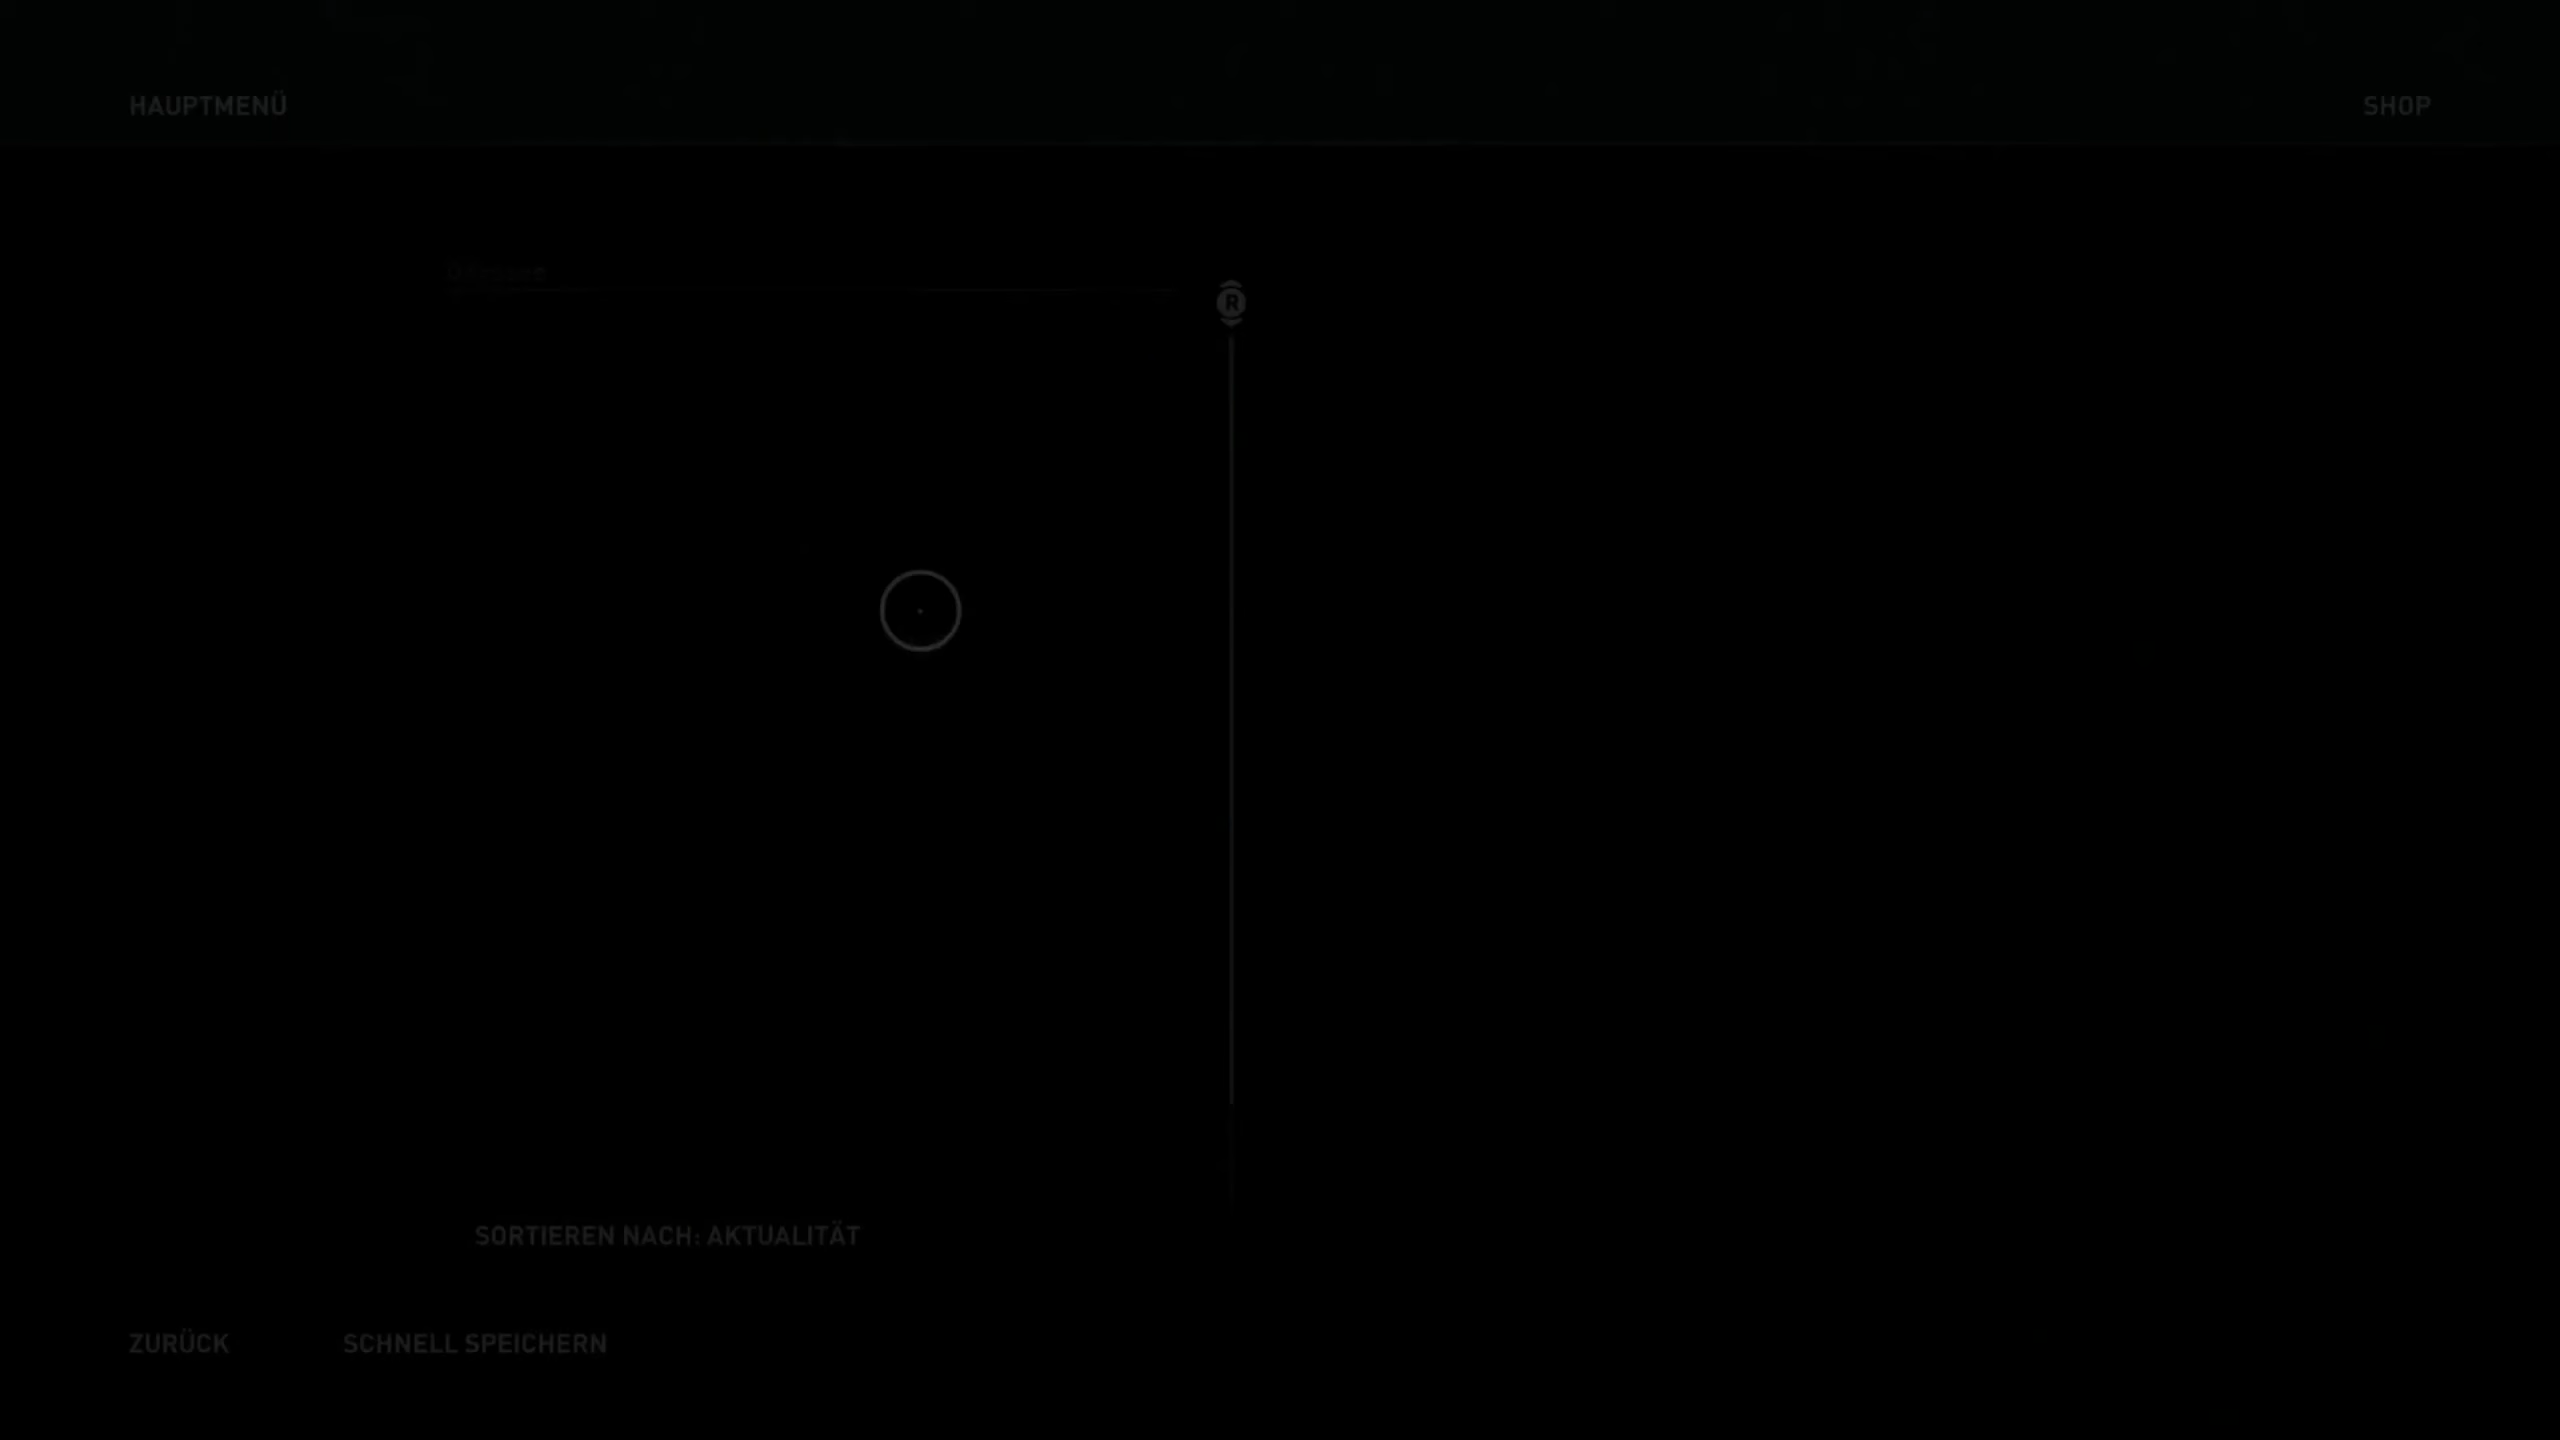 HAUPTMENÜ
SHOP
R
SORTIEREN NACH: AKTUALITÄT
ZURÜCK
SCHNELL SPEICHERN